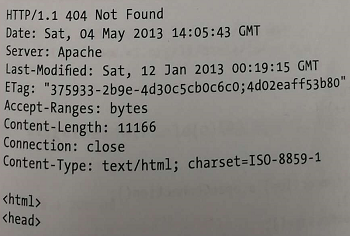 HTTP/1.1 404 Not Found
Date: Sat, 04 May 2013 14:05:43 GMT
Server: Apache
Last-Modified: Sat, 12 Jan 2013 00:19:15 GMT
ETag: "375933-2b9e-4d30c5cb0c6c0;4d02eaff53b80"
Accept-Ranges: bytes
Content-Length: 11166
Connection: close
Content-Type: text/html; charset=ISO-8859-1
<html>
<head>